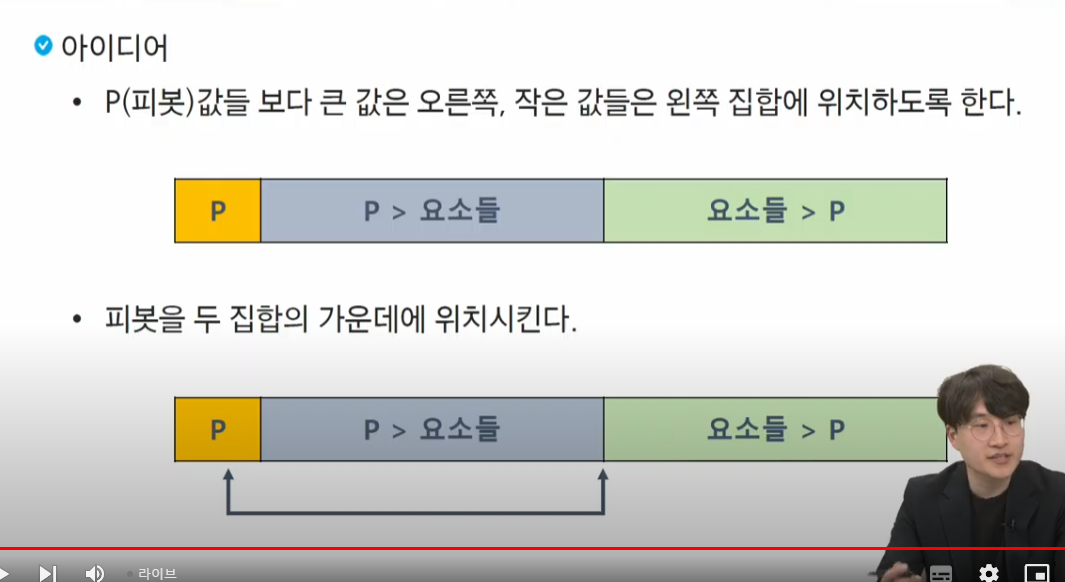 아이디어
• P(피봇)값들 보다 큰 값은 오른쪽, 작은 값들은 왼쪽 집합에 위치하도록 한다.
P P > 요소들 요소들 > P
• 피봇을 두 집합의 가운데에 위치시킨다.
P P > 요소들 요소들 > P
라이브